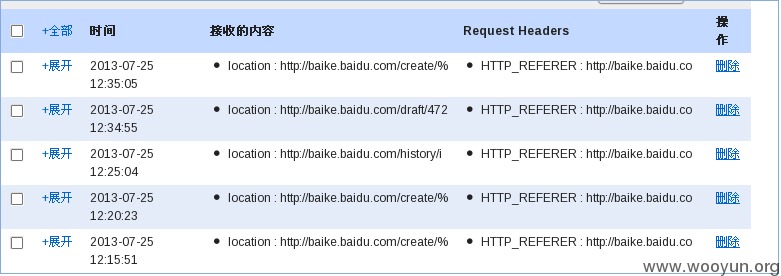 +全部 时间 接收的内容 Request Headers 操作
+展开 2013-07-25 12:35:05 location : http://baike.baidu.com/create/% HTTP_REFERER : http://baike.baidu.co 删除
+展开 2013-07-25 12:34:55 location : http://baike.baidu.com/draft/472 HTTP_REFERER : http://baike.baidu.co 删除
+展开 2013-07-25 12:25:04 location : http://baike.baidu.com/history/i HTTP_REFERER : http://baike.baidu.co 删除
+展开 2013-07-25 12:20:23 location : http://baike.baidu.com/create/% HTTP_REFERER : http://baike.baidu.co 删除
+展开 2013-07-25 12:15:51 location : http://baike.baidu.com/create/% HTTP_REFERER : http://baike.baidu.co 删除
www.wooyun.org